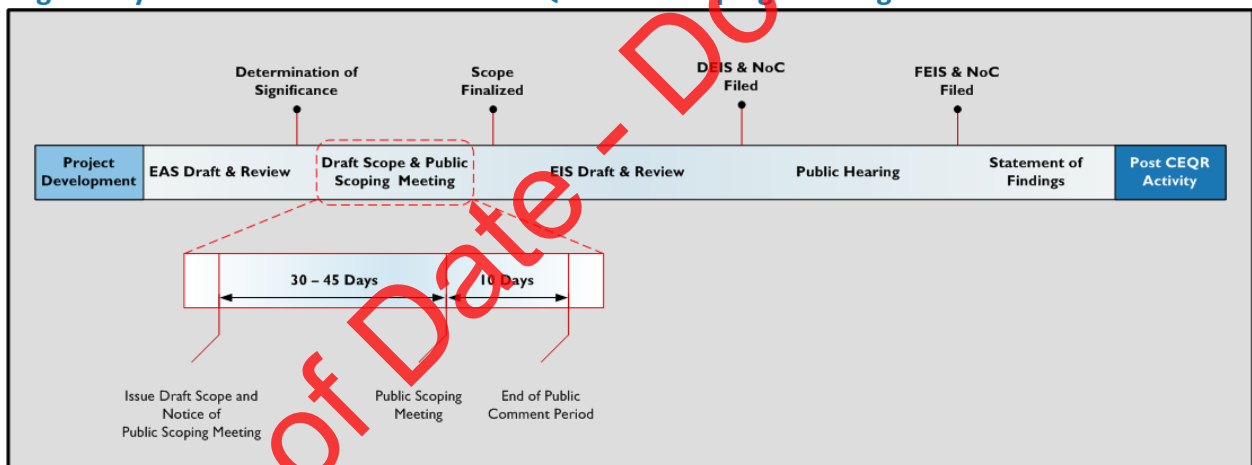 Determination of
Significance
Scope
Finalized
DEIS & NoC
Filed
FEIS & NoC
Filed
Project
Development
EAS Draft & Review
Draft Scope & Public
Scoping Meeting
EIS Draft & Review
Public Hearing
Statement of
Findings
Post CEQR
Activity
30 – 45 Days
10 Days
Issue Draft Scope and
Notice of
Public Scoping Meeting
Public Scoping
Meeting
End of Public
Comment Period
of Date - Do